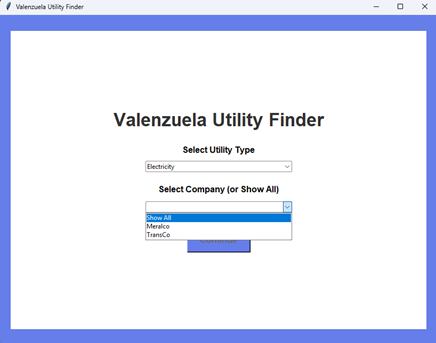 Valenzuela Utility Finder
Valenzuela Utility Finder
Select Utility Type
Electricity
Select Company (or Show All)
Show All
Meralco
TransCo